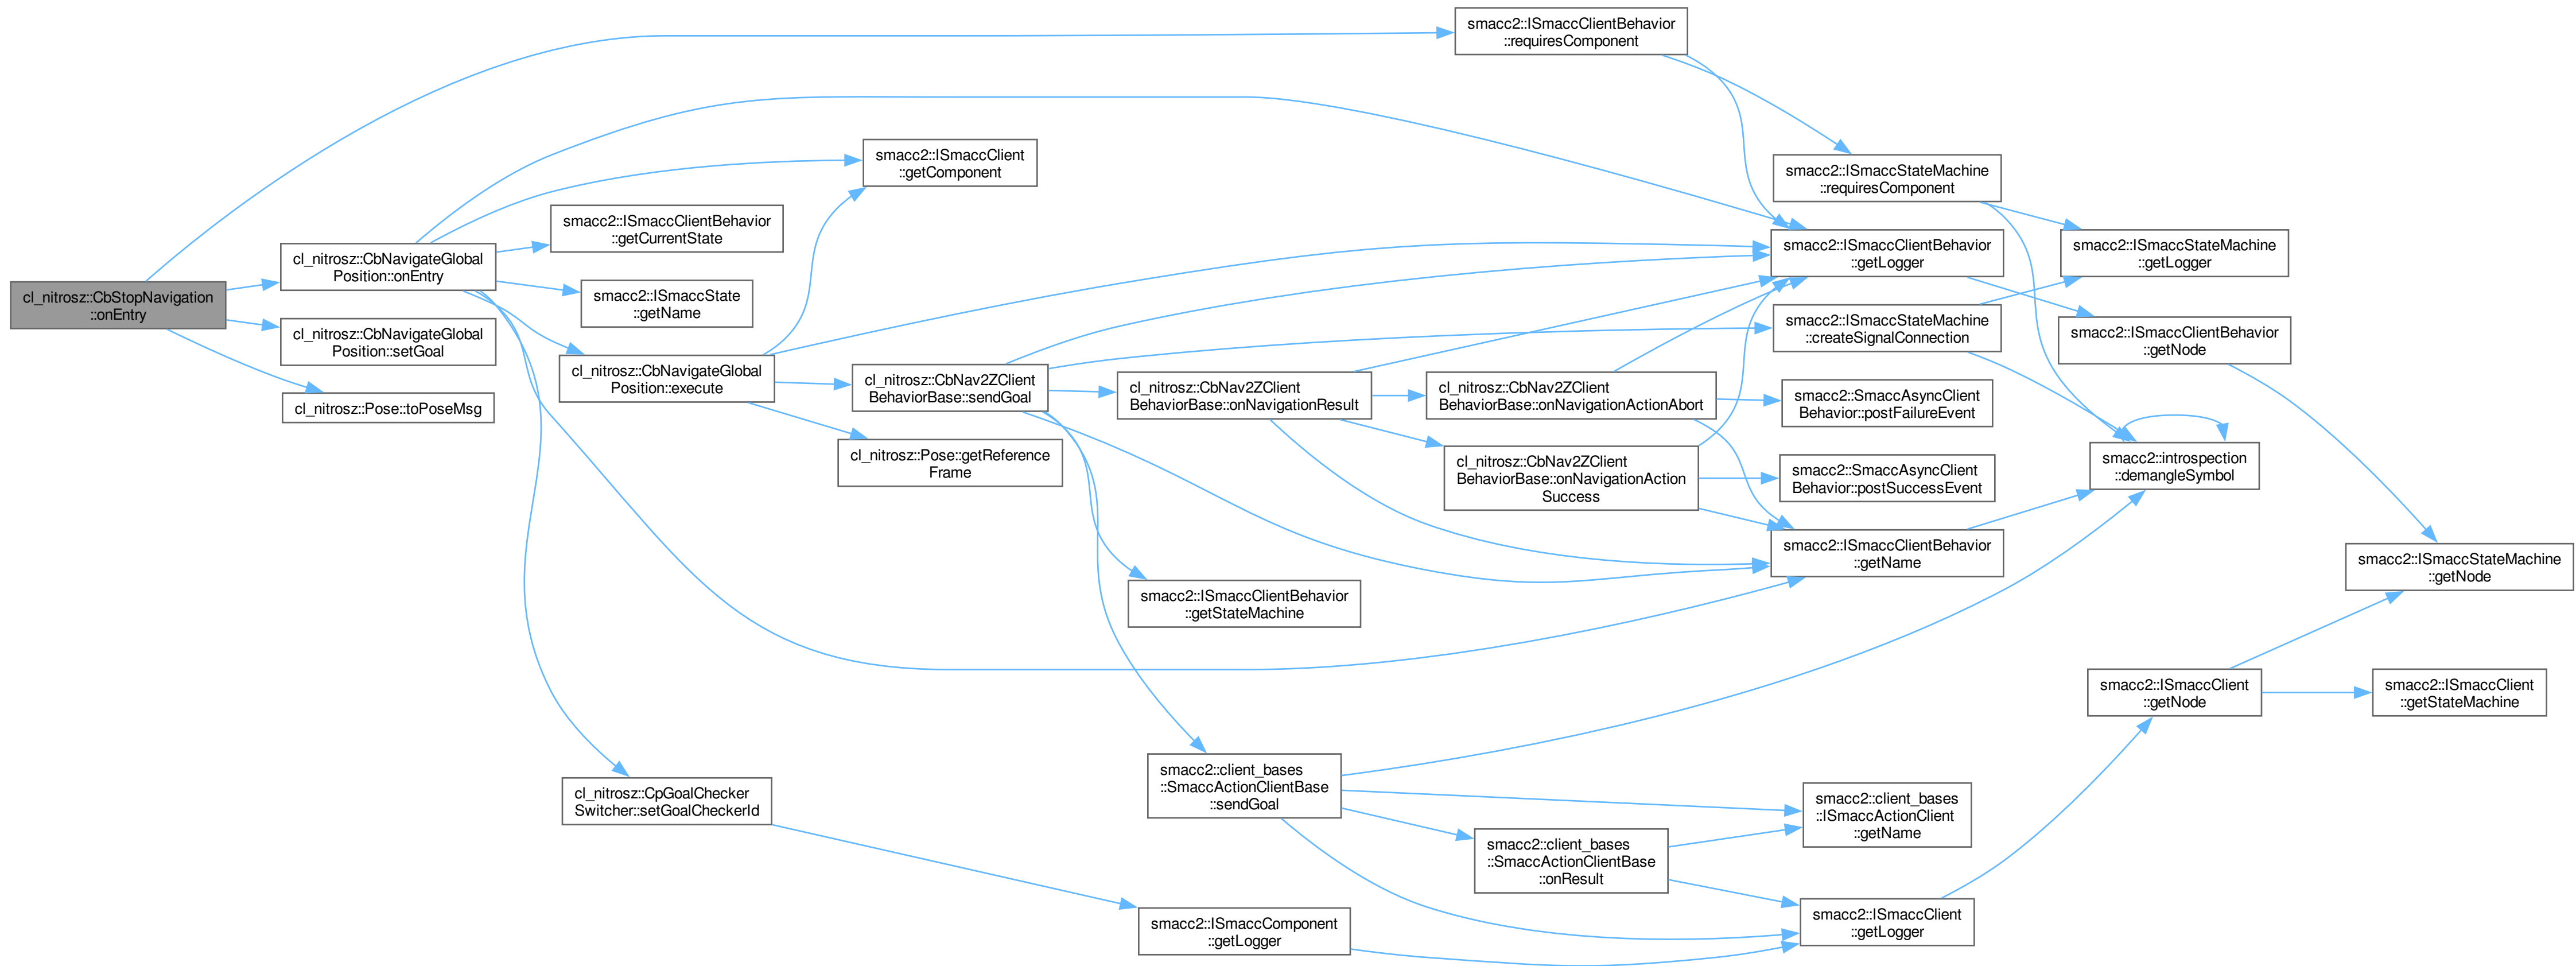 cl_nitrosz::CbStopNavigation
::onEntry
cl_nitrosz::CbNavigateGlobal
Position::onEntry
cl_nitrosz::CbNavigateGlobal
Position::setGoal
cl_nitrosz::Pose::toPoseMsg
smacc2::ISmaccClientBehavior
::getCurrentState
smacc2::ISmaccState
::getName
cl_nitrosz::CbNavigateGlobal
Position::execute
cl_nitrosz::CpGoalChecker
Switcher::setGoalCheckerId
smacc2::ISmaccClient
::getComponent
cl_nitrosz::CbNav2ZClient
BehaviorBase::sendGoal
cl_nitrosz::Pose::getReference
Frame
cl_nitrosz::CbNav2ZClient
BehaviorBase::onNavigationResult
smacc2::ISmaccClientBehavior
::getStateMachine
smacc2::client_bases
::SmaccActionClientBase
::sendGoal
smacc2::ISmaccComponent
::getLogger
smacc2::ISmaccClientBehavior
::requiresComponent
cl_nitrosz::CbNav2ZClient
BehaviorBase::onNavigationActionAbort
cl_nitrosz::CbNav2ZClient
BehaviorBase::onNavigationAction
Success
smacc2::client_bases
::SmaccActionClientBase
::onResult
smacc2::ISmaccStateMachine
::requiresComponent
smacc2::ISmaccClientBehavior
::getLogger
smacc2::ISmaccStateMachine
::createSignalConnection
smacc2::SmaccAsyncClient
Behavior::postFailureEvent
smacc2::SmaccAsyncClient
Behavior::postSuccessEvent
smacc2::ISmaccClientBehavior
::getName
smacc2::client_bases
::ISmaccActionClient
::getName
smacc2::ISmaccClient
::getLogger
smacc2::ISmaccStateMachine
::getLogger
smacc2::ISmaccClientBehavior
::getNode
smacc2::introspection
::demangleSymbol
smacc2::ISmaccClient
::getNode
smacc2::ISmaccStateMachine
::getNode
smacc2::ISmaccClient
::getStateMachine